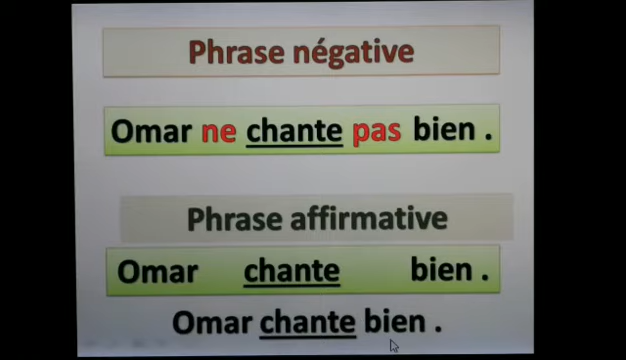 Phrase négative
Omar ne chante pas bien .
Phrase affirmative
Omar chante bien .
Omar chante bien .